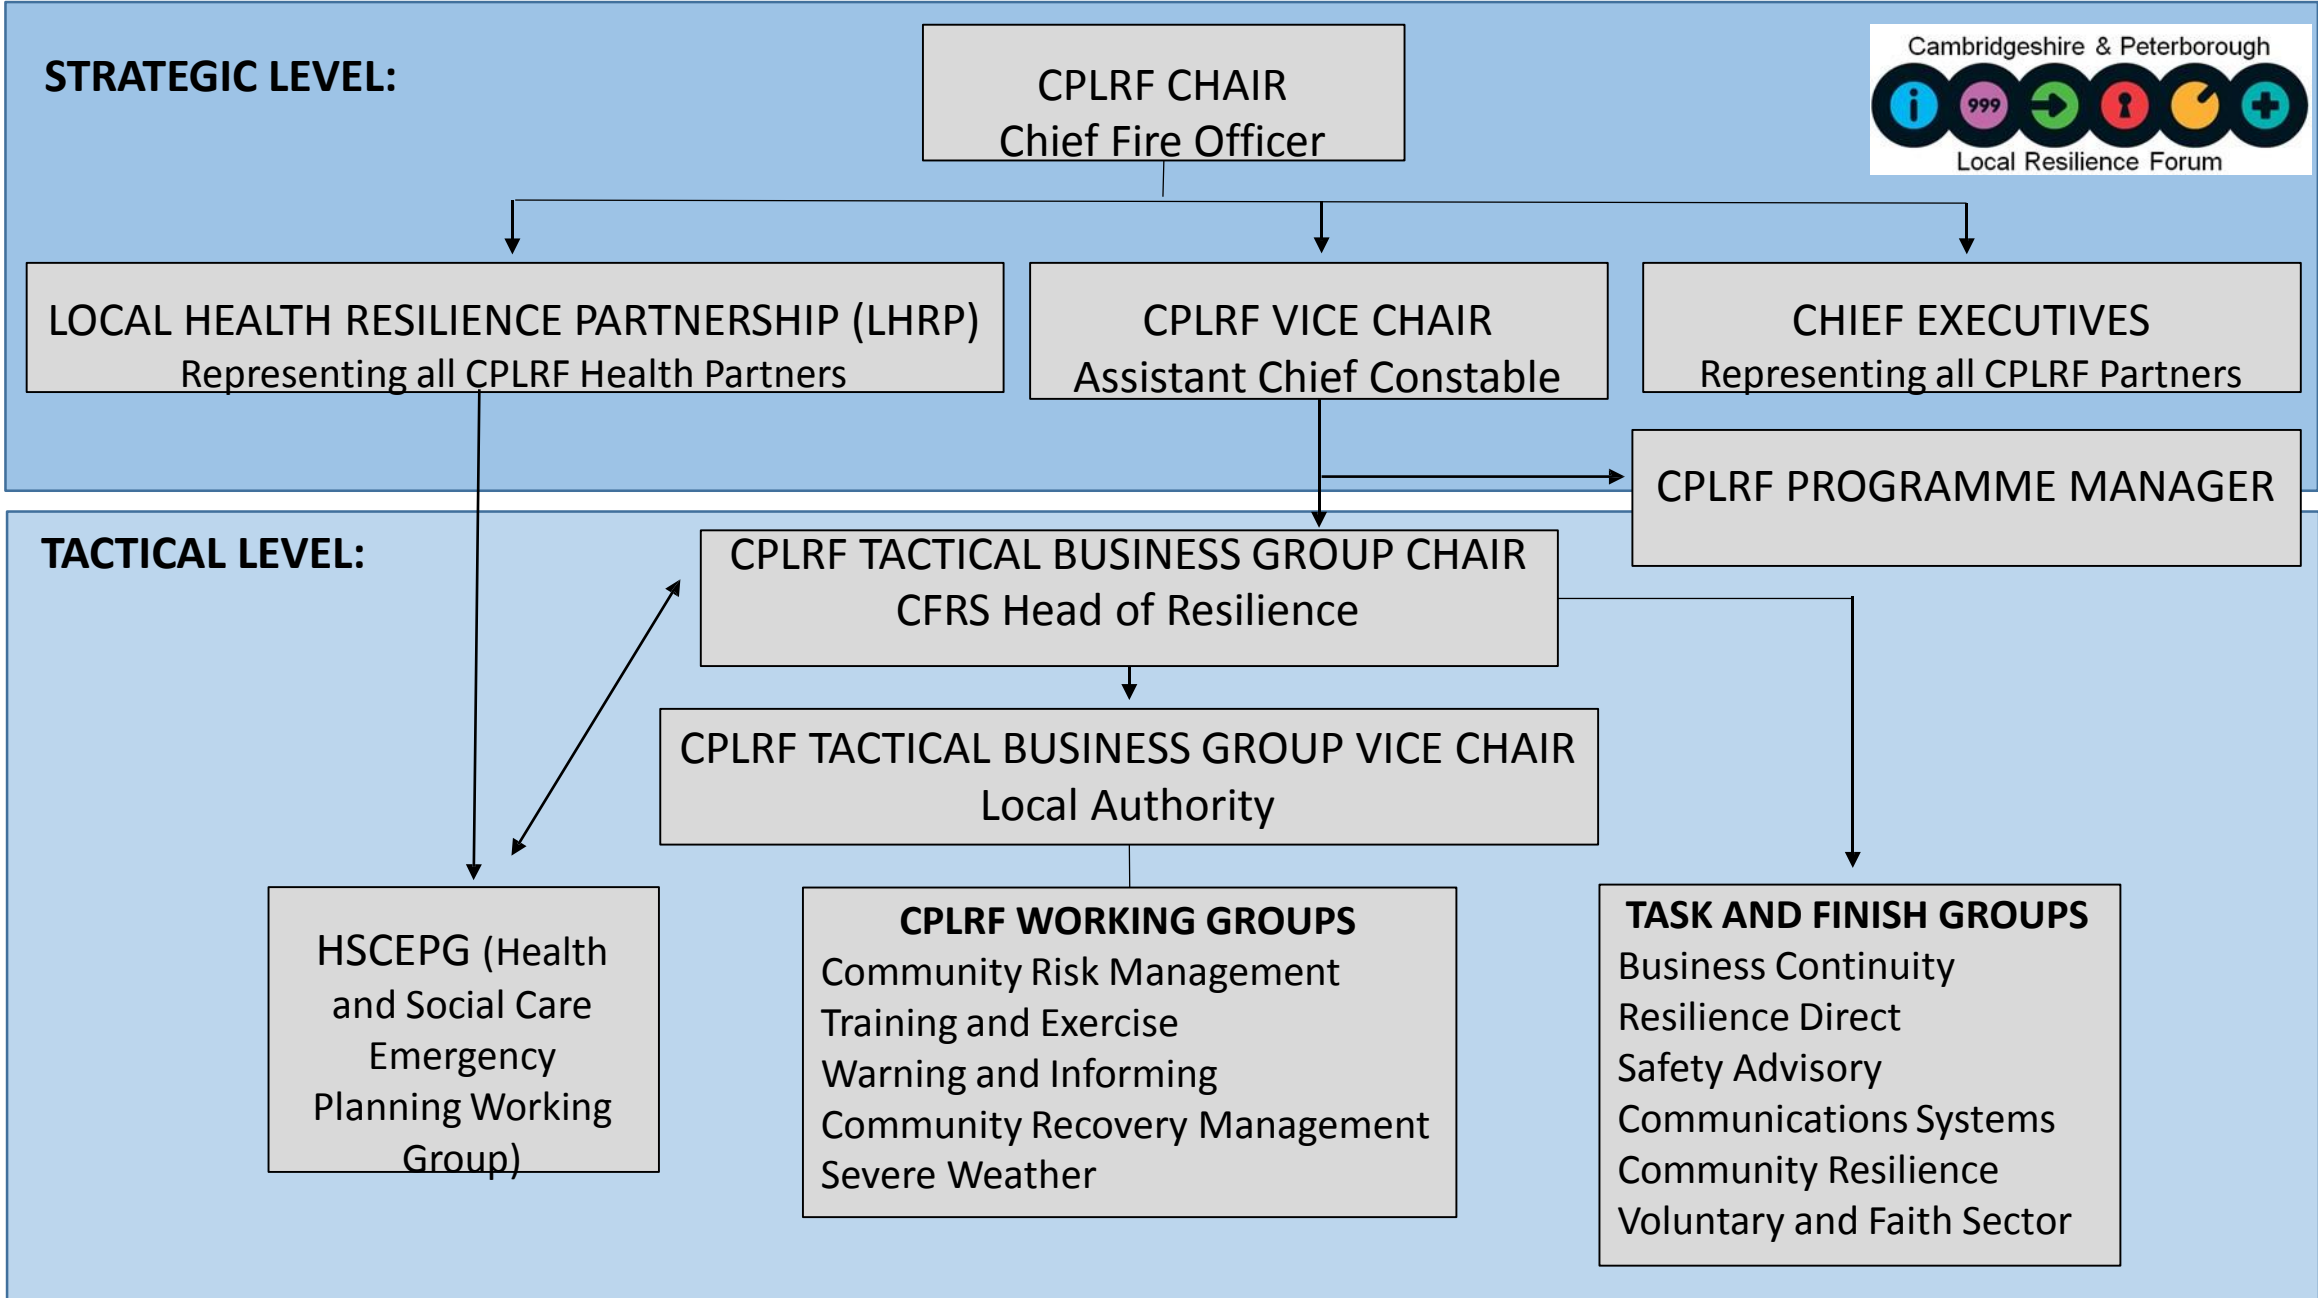 STRATEGIC LEVEL:
CPLRF CHAIR
Chief Fire Officer
Cambridgeshire & Peterborough
i 999
Local Resilience Forum
LOCAL HEALTH RESILIENCE PARTNERSHIP (LHRP)
Representing all CPLRF Health Partners
CPLRF VICE CHAIR
Assistant Chief Constable
CHIEF EXECUTIVES
Representing all CPLRF Partners
CPLRF PROGRAMME MANAGER
TACTICAL LEVEL:
CPLRF TACTICAL BUSINESS GROUP CHAIR
CFRS Head of Resilience
CPLRF TACTICAL BUSINESS GROUP VICE CHAIR
Local Authority
HSCEPG (Health
and Social Care
Emergency
Planning Working
Group)
CPLRF WORKING GROUPS
Community Risk Management
Training and Exercise
Warning and Informing
Community Recovery Management
Severe Weather
TASK AND FINISH GROUPS
Business Continuity
Resilience Direct
Safety Advisory
Communications Systems
Community Resilience
Voluntary and Faith Sector